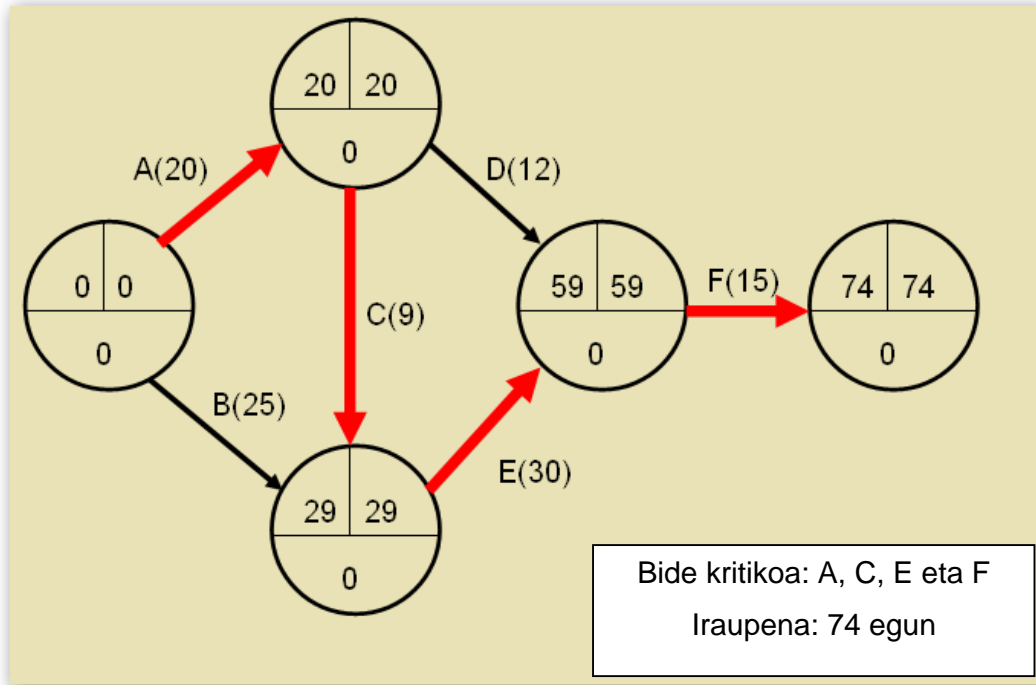 20 20
0
A(20)
D(12)
0 0
0
C(9)
59 59
0
F(15)
74 74
0
B(25)
E(30)
29 29
0
Bide kritikoa: A, C, E eta F
Iraupena: 74 egun